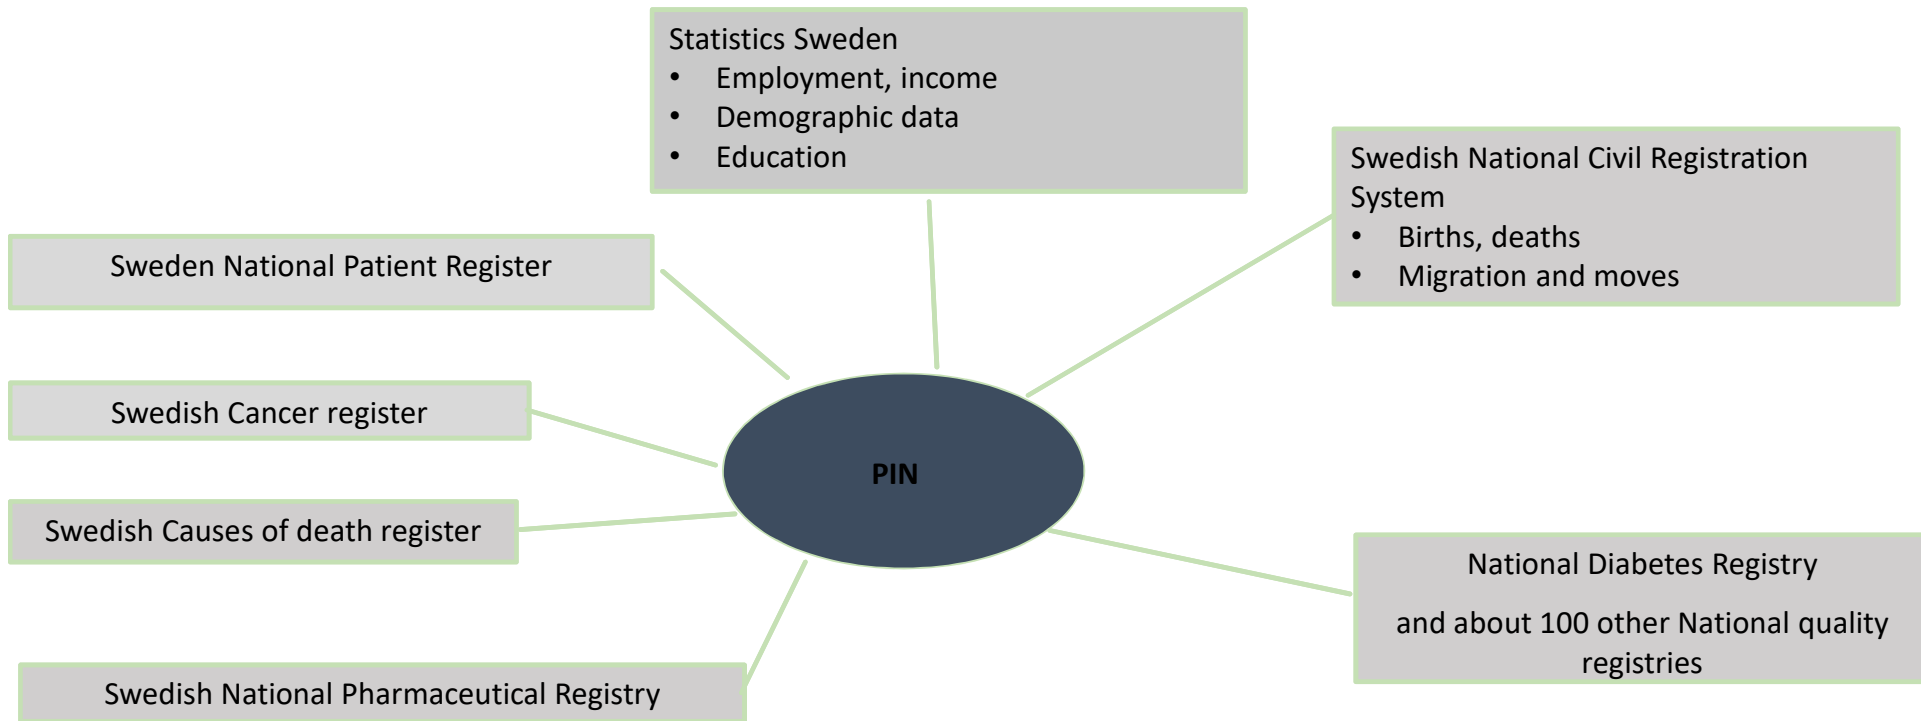 Statistics Sweden
• Employment, income
• Demographic data
• Education
Swedish National Civil Registration
System
• Births, deaths
• Migration and moves
Sweden National Patient Register
Swedish Cancer register
PIN
Swedish Causes of death register
National Diabetes Registry
and about 100 other National quality
registries
Swedish National Pharmaceutical Registry